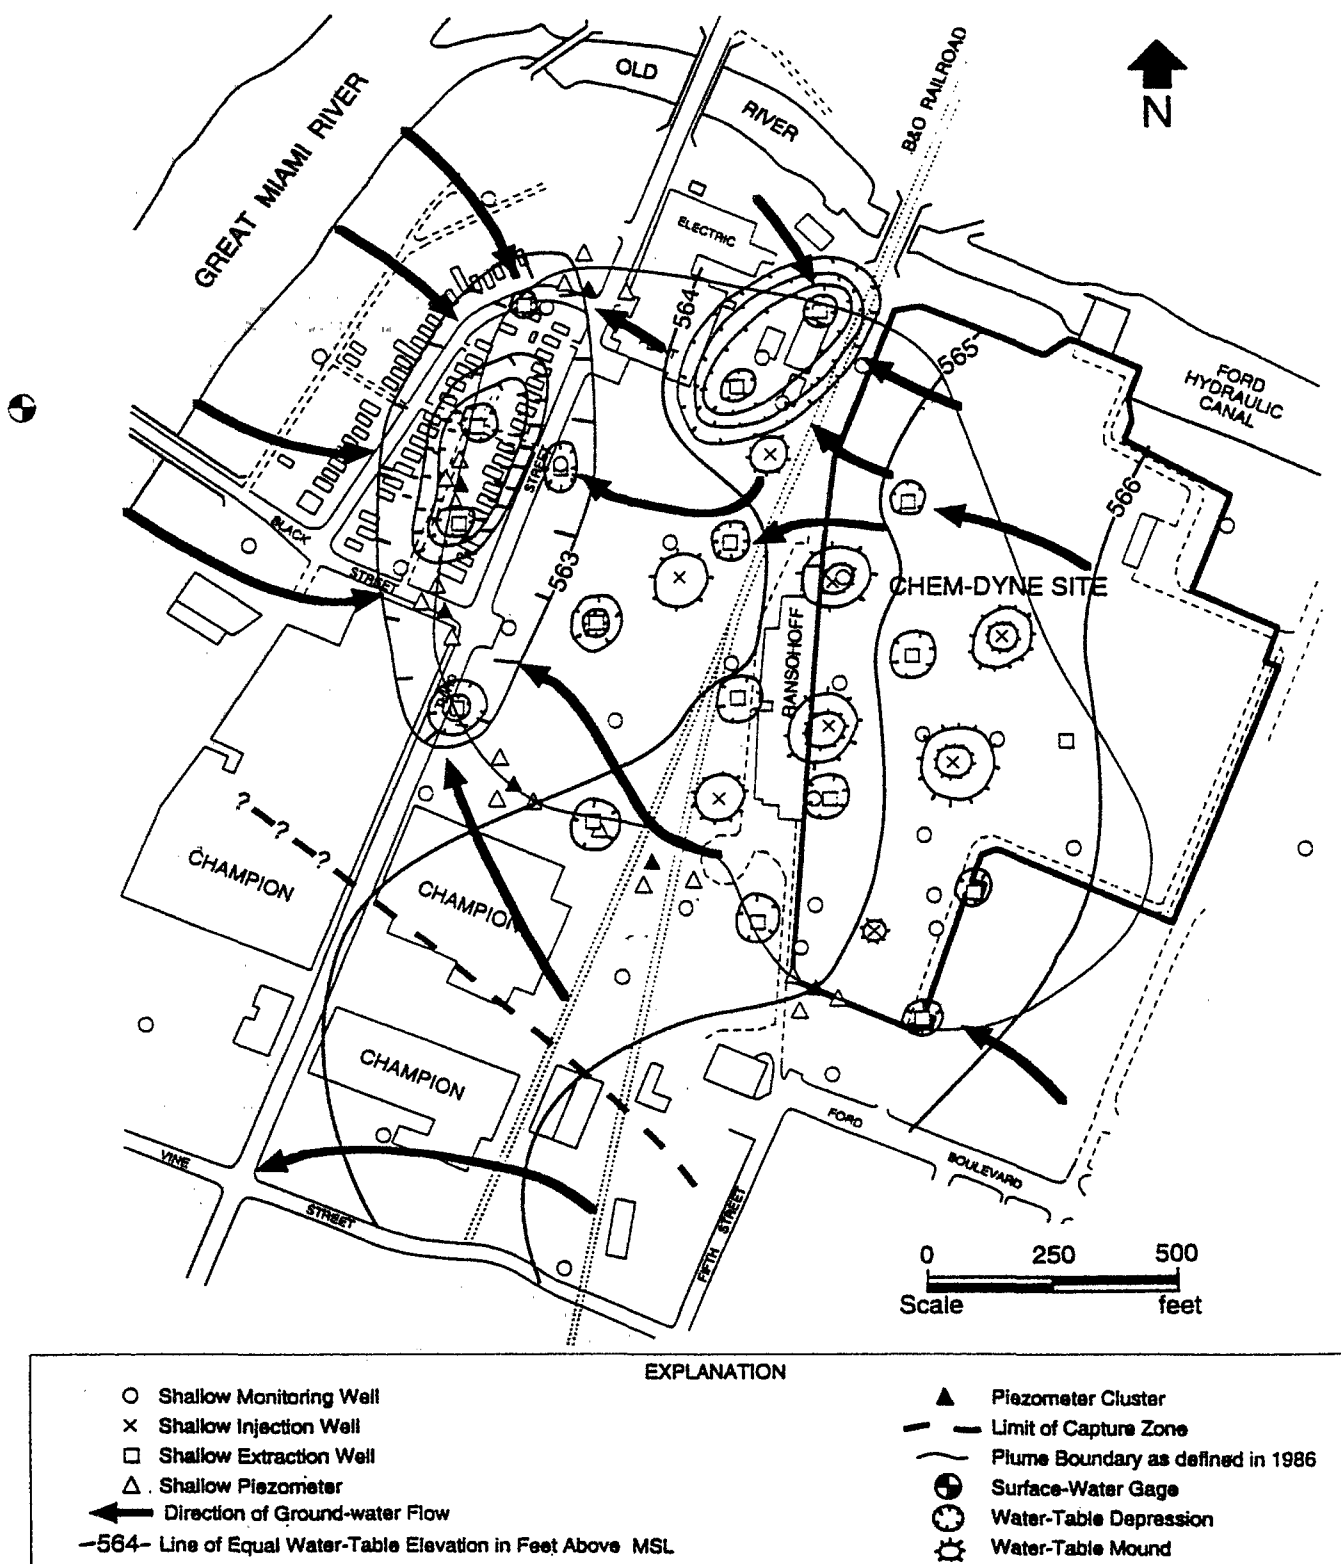 OLD
RIVER
B&O RAILROAD
N
GREAT MIAMI RIVER
ELECTRIC
564
565
FORD
HYDRAULIC
CANAL
566
STREET
BLACK
STREET
563
CHEM-DYNE SITE
RANSOHOFF
? ? ?
CHAMPION
CHAMPION
CHAMPION
VINE
STREET
FIFTH STREET
FORD
BOULEVARD
0 250 500
Scale feet
EXPLANATION
Shallow Monitoring Well
Shallow Injection Well
Shallow Extraction Well
Shallow Piezometer
Direction of Ground-water Flow
-564- Line of Equal Water-Table Elevation in Feet Above MSL
Piezometer Cluster
Limit of Capture Zone
Plume Boundary as defined in 1986
Surface-Water Gage
Water-Table Depression
Water-Table Mound